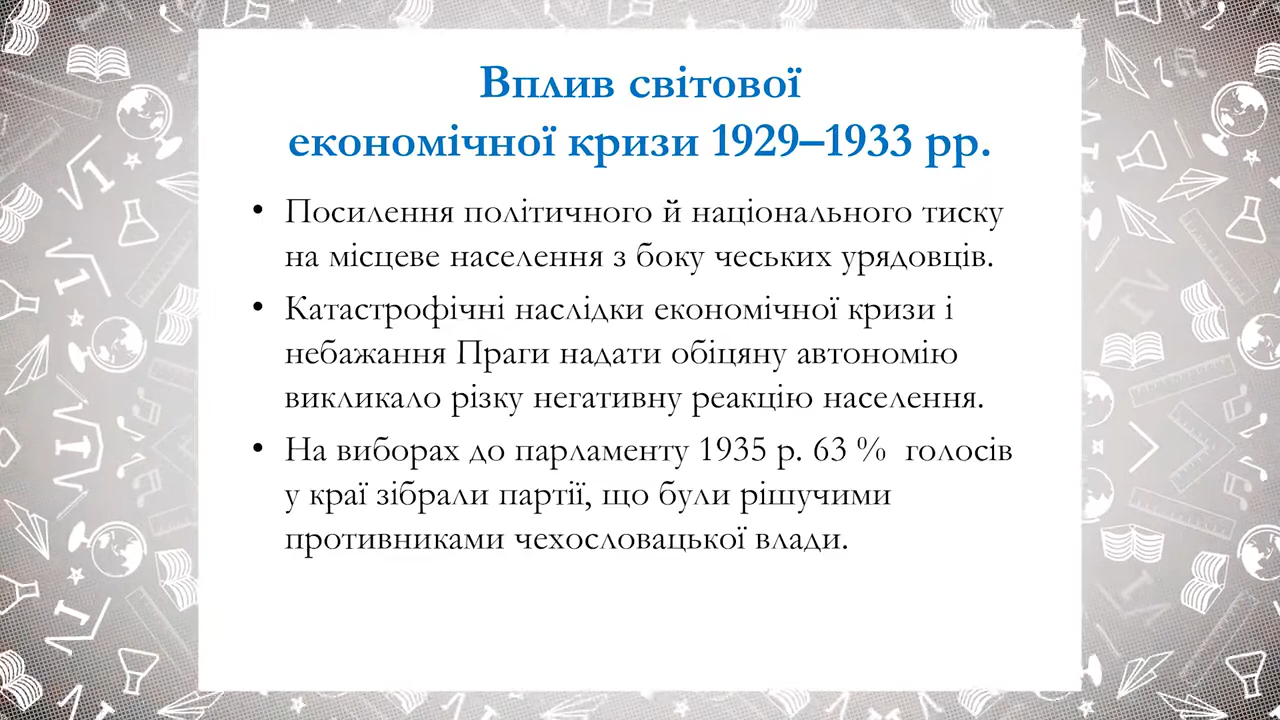 Вплив світової
економічної кризи 1929–1933 рр.
• Посилення політичного й національного тиску
на місцеве населення з боку чеських урядовців.
• Катастрофічні наслідки економічної кризи і
небажання Праги надати обіцяну автономію
викликало різку негативну реакцію населення.
• На виборах до парламенту 1935 р. 63 % голосів
у краї зібрали партії, що були рішучими
противниками чехословацької влади.